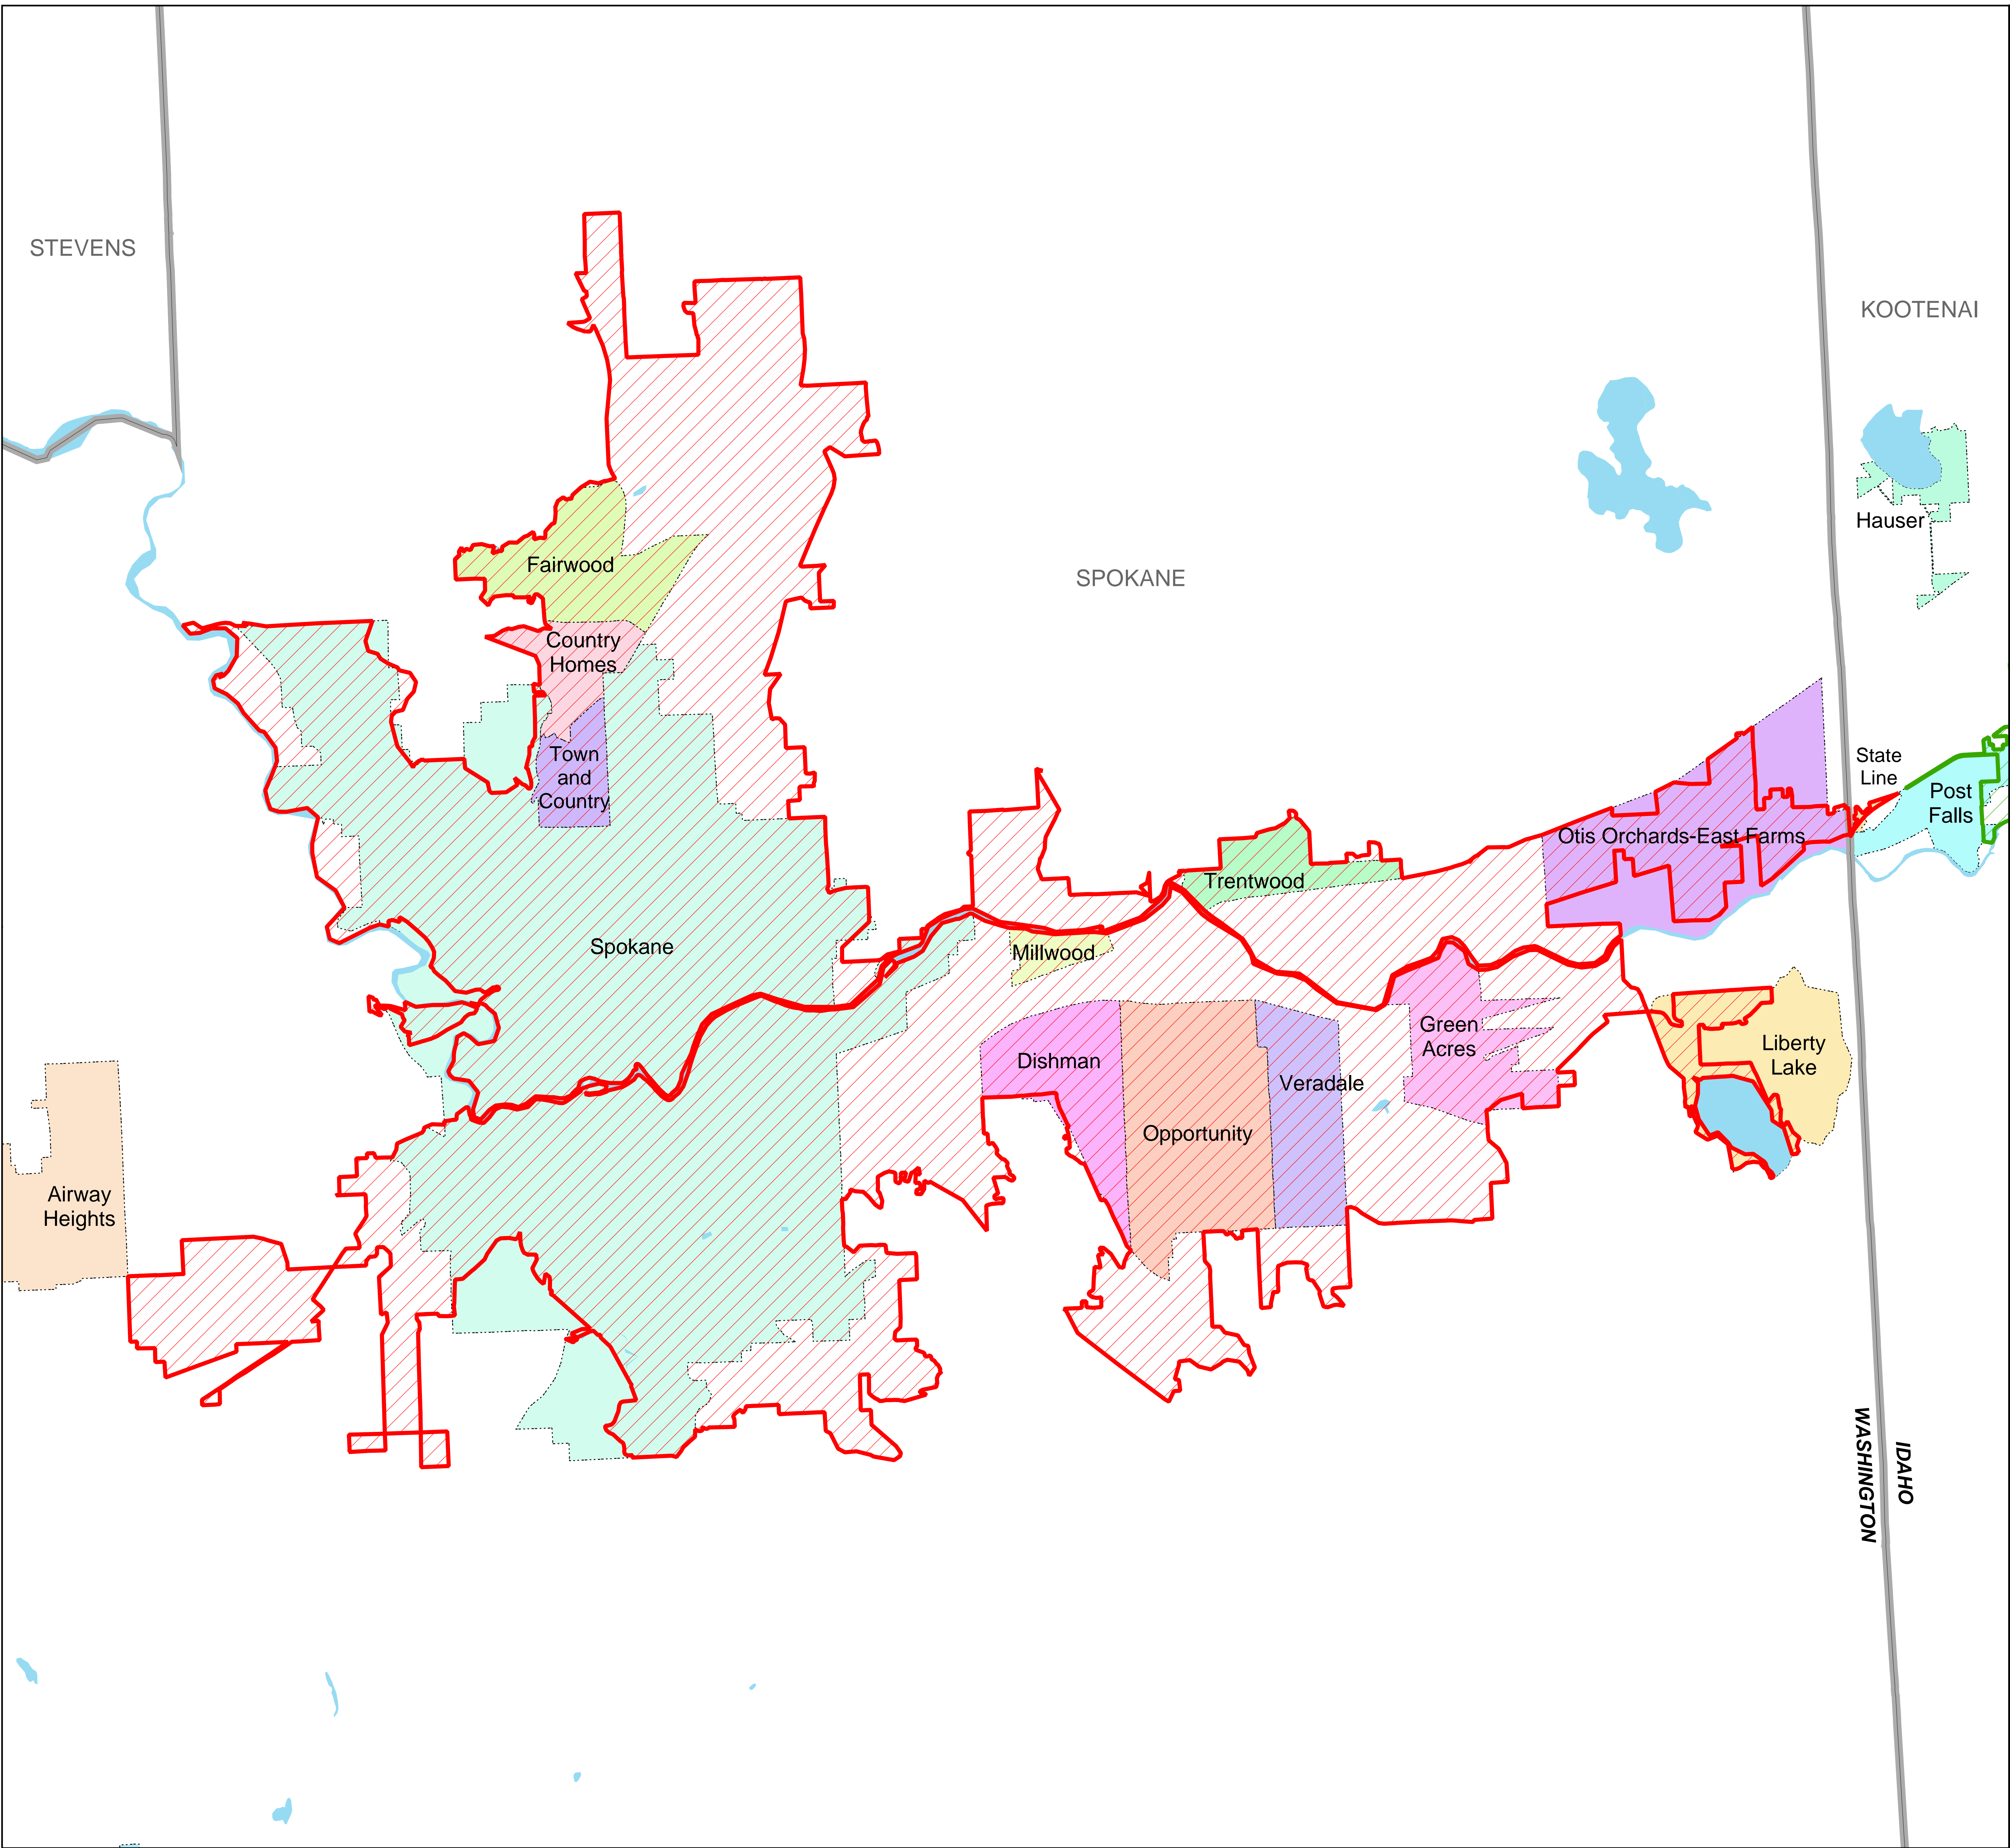 STEVENS
KOOTENAI
Hauser
Fairwood
SPOKANE
Country
Homes
Town
and
Country
State
Line
Post
Falls
Otis Orchards-East Farms
Trentwood
Spokane
Millwood
Green
Acres
Liberty
Lake
Dishman
Veradale
Opportunity
Airway
Heights
WASHINGTON
IDAHO